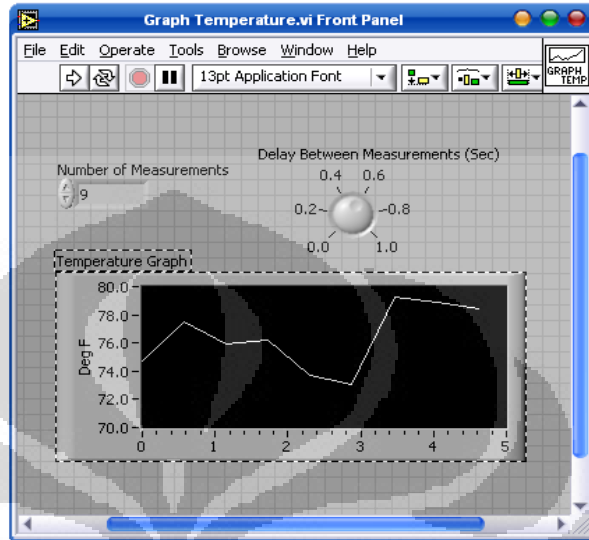 Graph Temperature.vi Front Panel
File Edit Operate Tools Browse Window Help
13pt Application Font
GRAPH
TEMP
Number of Measurements
9
Delay Between Measurements (Sec)
0.4 0.6
0.2 0.8
0.0 1.0
Temperature Graph
80.0
78.0
76.0
74.0
72.0
70.0
Deg F
0 1 2 3 4 5